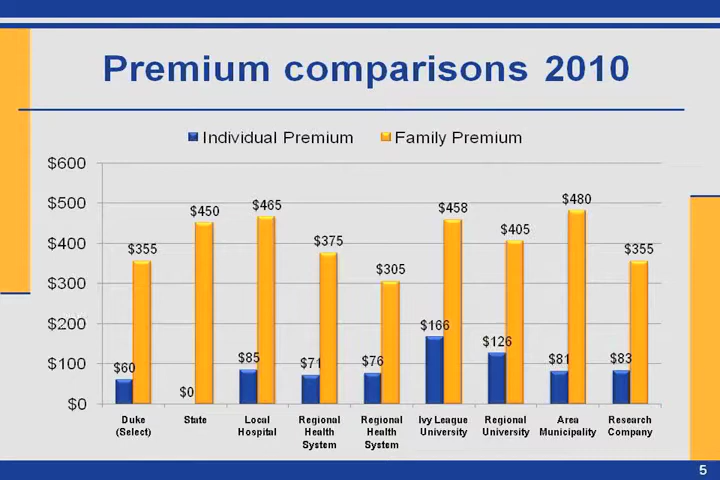 Premium comparisons 2010
Individual Premium Family Premium
$600
$500
$400
$300
$200
$100
$0
$60 $355
$0 $450
$85 $465
$71 $375
$76 $305
$166 $458
$126 $405
$81 $480
$83 $355
Duke
(Select)
State
Local
Hospital
Regional
Health
System
Regional
Health
System
Ivy League
University
Regional
University
Area
Municipality
Research
Company
5